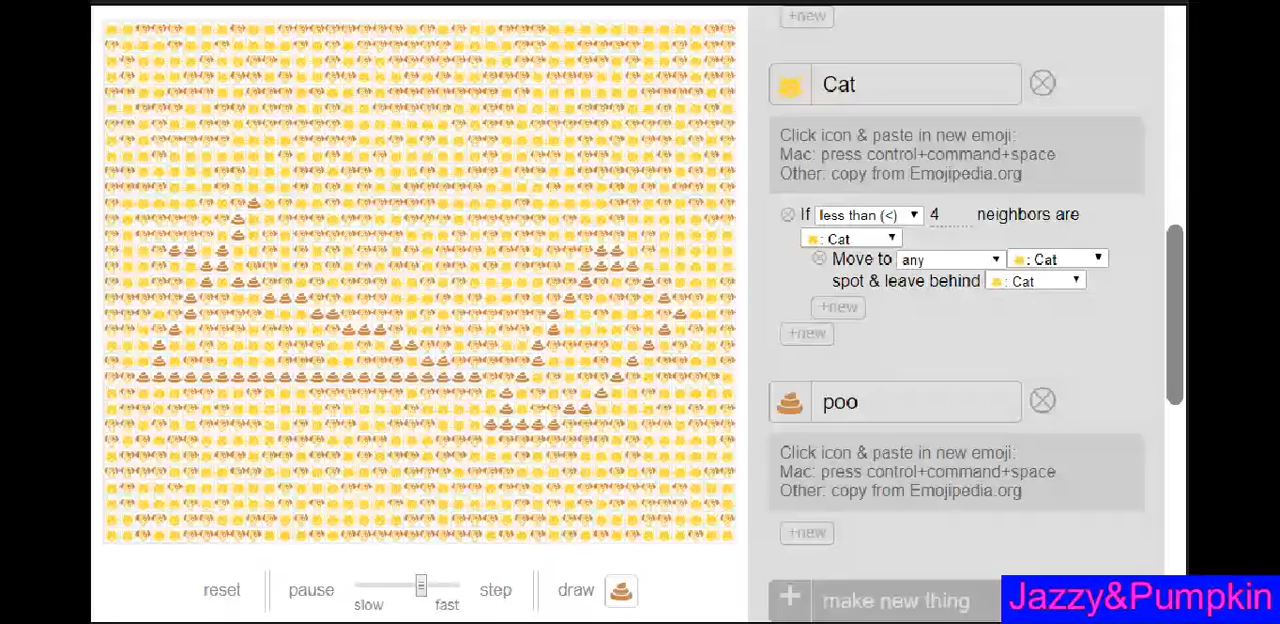 +new
Cat
Click icon & paste in new emoji:
Mac: press control+command+space
Other: copy from Emojipedia.org
If less than (<) 4 neighbors are
: Cat
Move to any : Cat
spot & leave behind : Cat
+new
+new
poo
Click icon & paste in new emoji:
Mac: press control+command+space
Other: copy from Emojipedia.org
+new
+ make new thing
reset pause slow fast step draw
Jazzy&Pumpkin